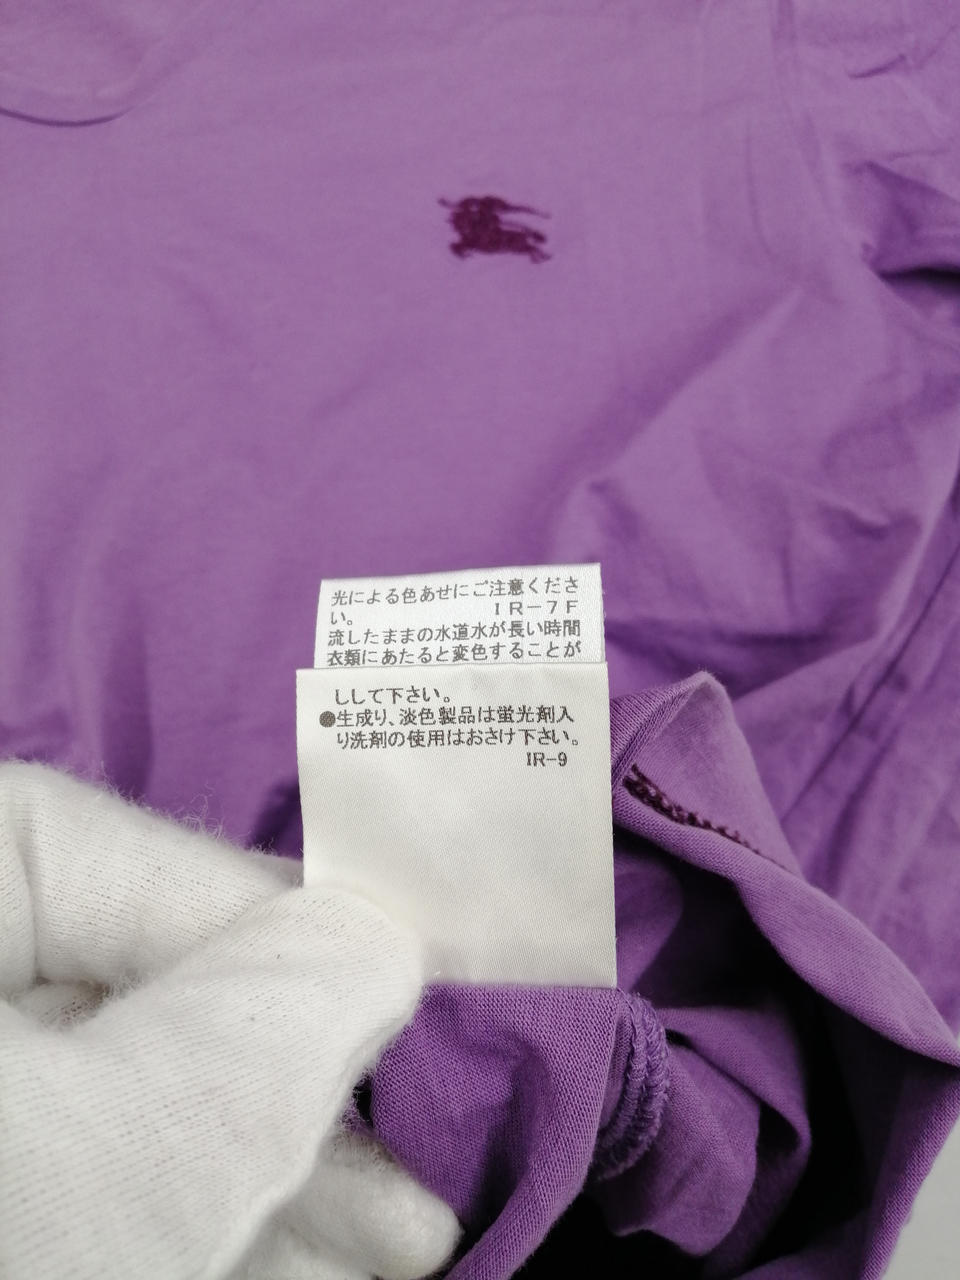 光による色あせにご注意くださ
い。 IR-7F
流したままの水道水が長い時間
衣類にあたると変色することが
ししして下さい。
●生成り、淡色製品は蛍光剤入
り洗剤の使用はおさけ下さい。
IR-9